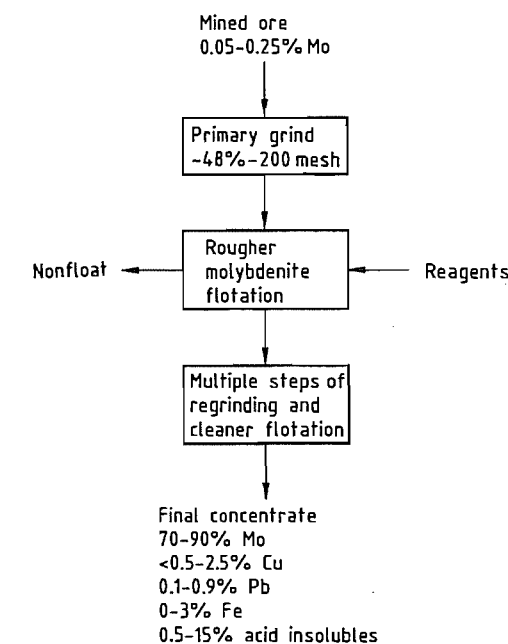 Mined ore
0.05-0.25% Mo
Primary grind
~48%-200 mesh
Rougher
molybdenite
flotation
Nonfloat
Reagents
Multiple steps of
regrinding and
cleaner flotation
Final concentrate
70-90% Mo
<0.5-2.5% Cu
0.1-0.9% Pb
0-3% Fe
0.5-15% acid insolubles